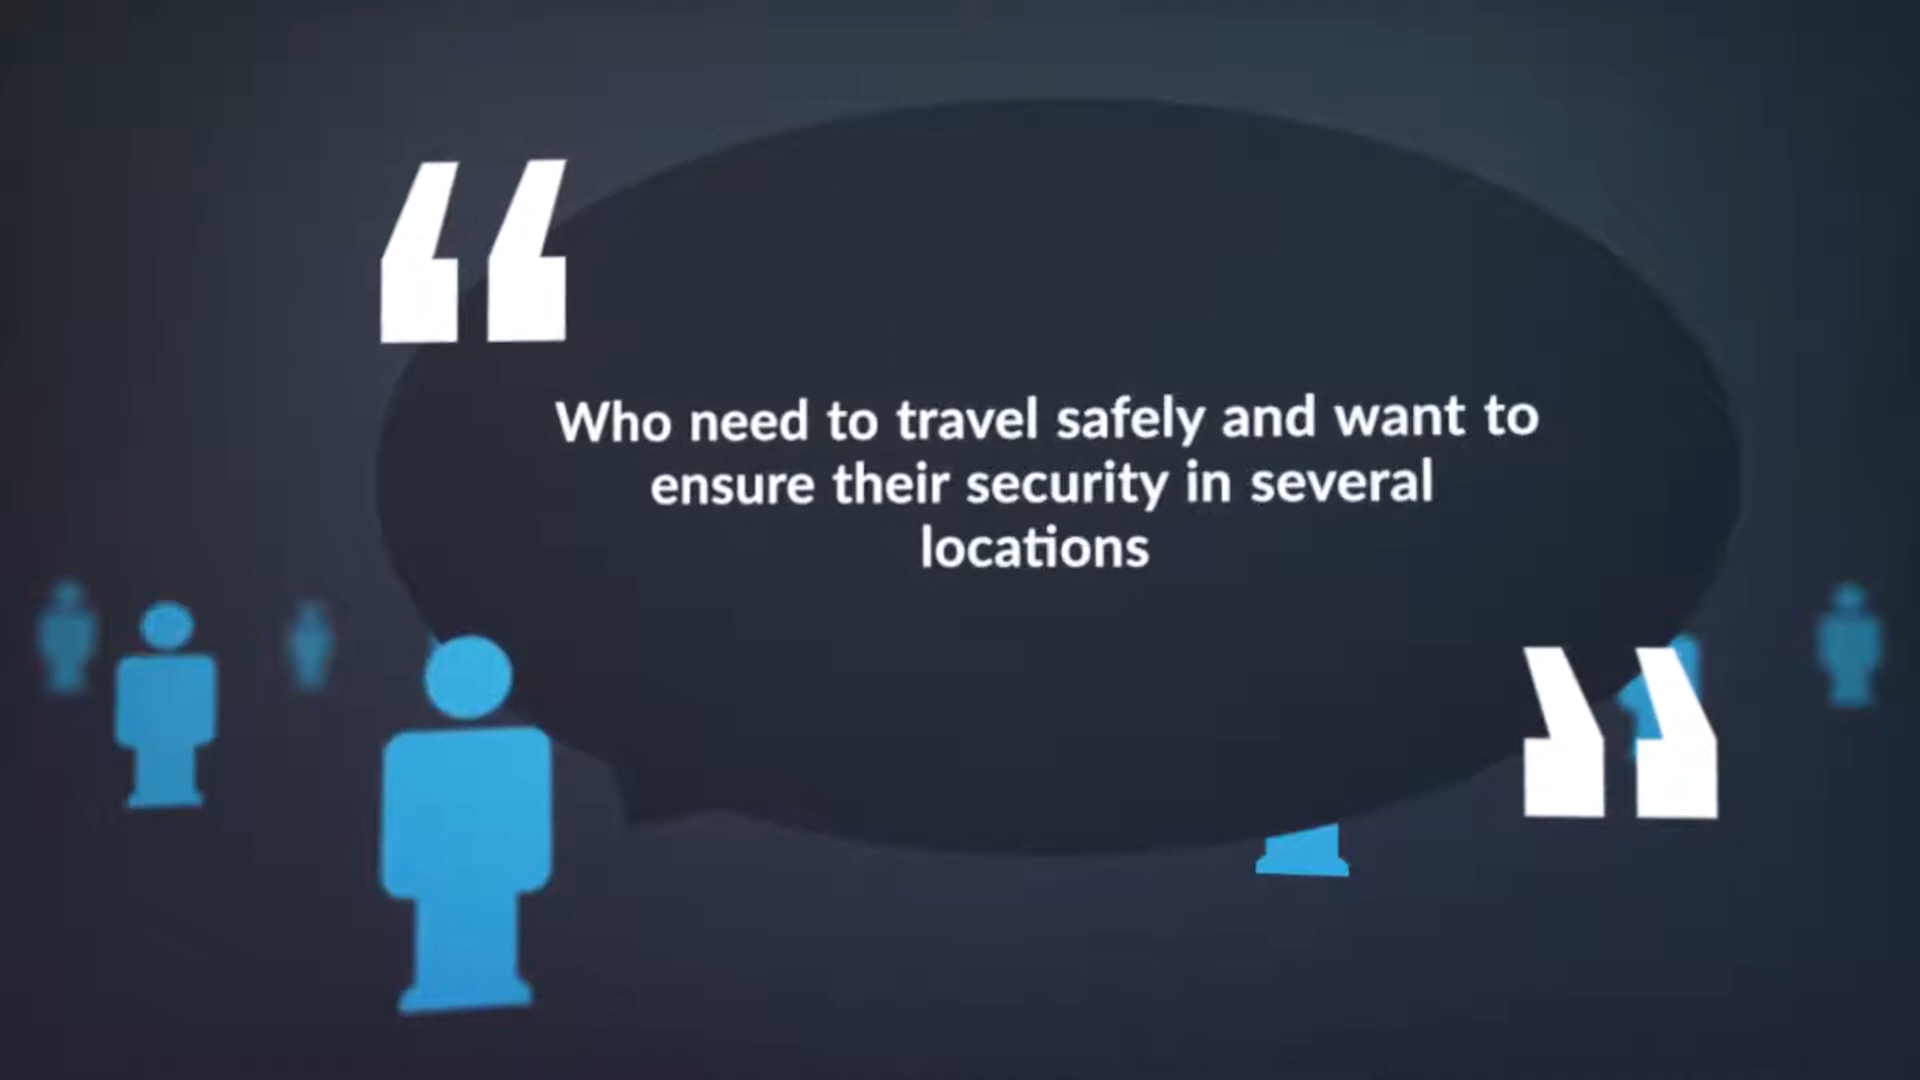 “
Who need to travel safely and want to
ensure their security in several
locations
”